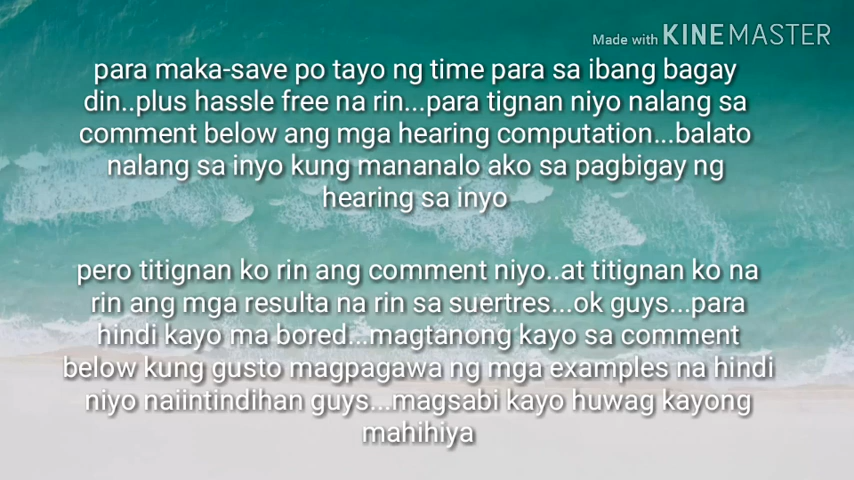 Made with KINEMASTER
para maka-save po tayo ng time para sa ibang bagay
din..plus hassle free na rin...para tignan niyo nalang sa
comment below ang mga hearing computation...balato
nalang sa inyo kung mananalo ako sa pagbigay ng
hearing sa inyo
pero titignan ko rin ang comment niyo..at titignan ko na
rin ang mga resulta na rin sa suertres...ok guys...para
hindi kayo ma bored...magtanong kayo sa comment
below kung gusto magpagawa ng mga examples na hindi
niyo naiintindihan guys...magsabi kayo huwag kayong
mahihiya